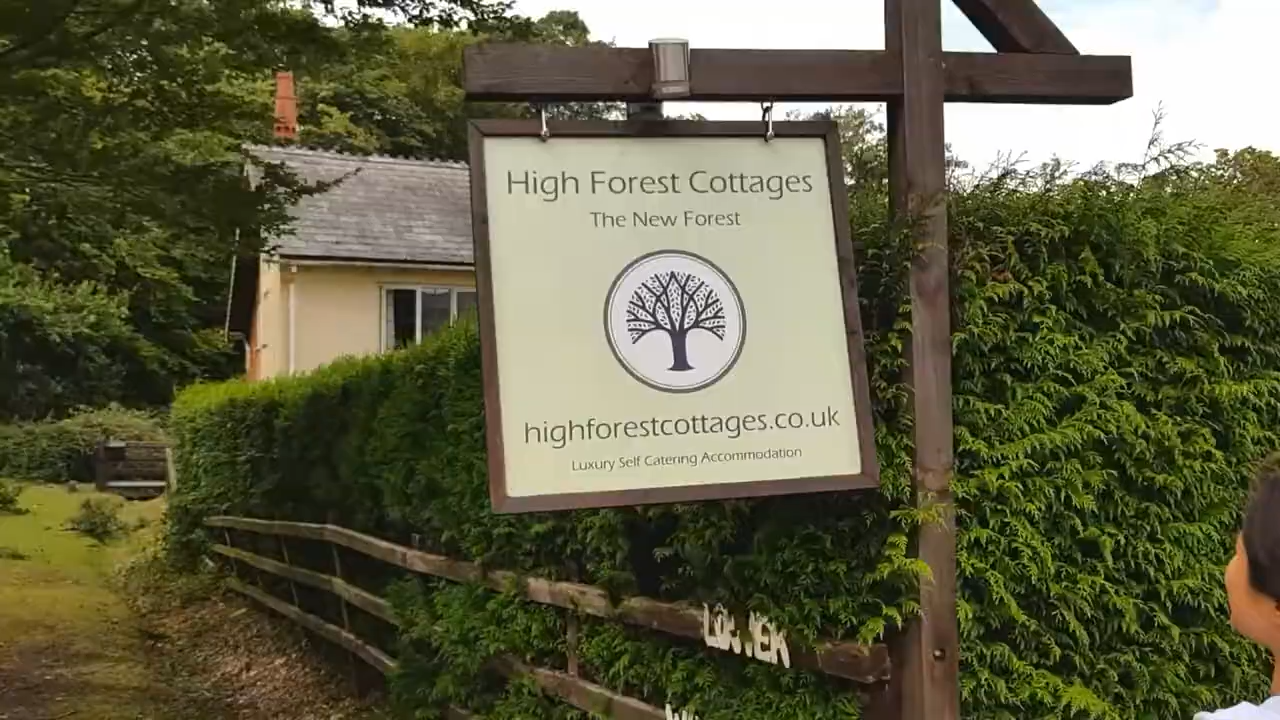 High Forest Cottages
The New Forest
highforestcottages.co.uk
Luxury Self Catering Accommodation